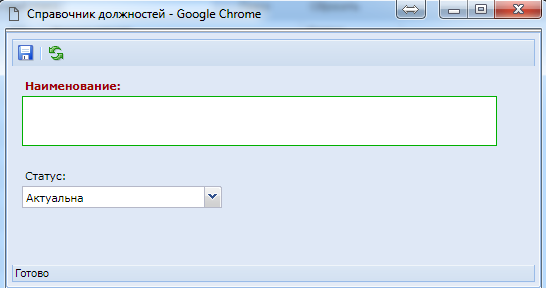 Справочник должностей - Google Chrome
Наименование:
Статус:
Актуальна
Готово